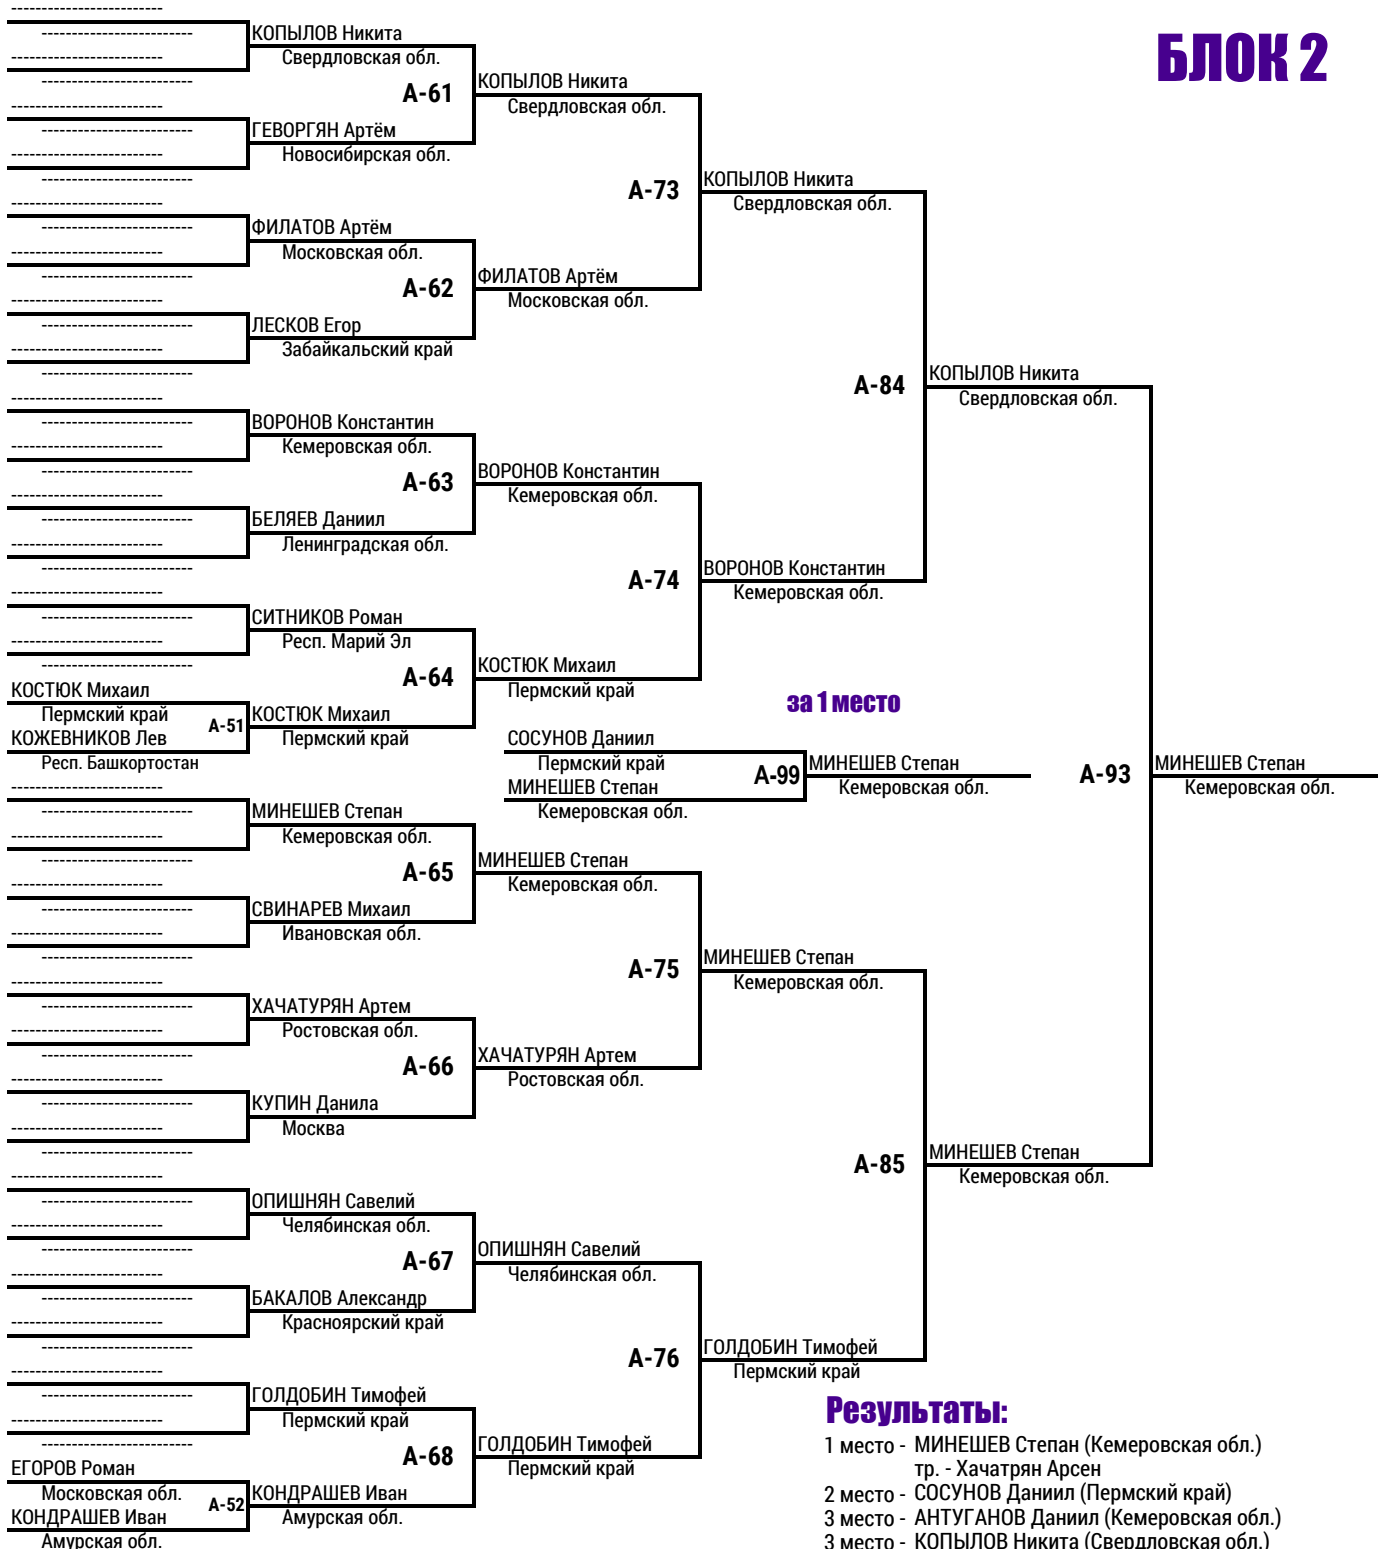 БЛОК 2
КОПЫЛОВ Никита
Свердловская обл.
А-61
КОПЫЛОВ Никита
Свердловская обл.
ГЕВОРГЯН Артём
Новосибирская обл.
А-73
КОПЫЛОВ Никита
Свердловская обл.
ФИЛАТОВ Артём
Московская обл.
А-62
ФИЛАТОВ Артём
Московская обл.
ЛЕСКОВ Егор
Забайкальский край
А-84
КОПЫЛОВ Никита
Свердловская обл.
ВОРОНОВ Константин
Кемеровская обл.
А-63
ВОРОНОВ Константин
Кемеровская обл.
БЕЛЯЕВ Даниил
Ленинградская обл.
А-74
ВОРОНОВ Константин
Кемеровская обл.
СИТНИКОВ Роман
Респ. Марий Эл
А-64
КОСТЮК Михаил
Пермский край
КОСТЮК Михаил
Пермский край
А-51
КОСТЮК Михаил
Пермский край
КОЖЕВНИКОВ Лев
Респ. Башкортостан
за 1 место
СОСУНОВ Даниил
Пермский край
А-99
МИНЕШЕВ Степан
Кемеровская обл.
МИНЕШЕВ Степан
Кемеровская обл.
А-93
МИНЕШЕВ Степан
Кемеровская обл.
МИНЕШЕВ Степан
Кемеровская обл.
А-65
МИНЕШЕВ Степан
Кемеровская обл.
СВИНАРЕВ Михаил
Ивановская обл.
А-75
МИНЕШЕВ Степан
Кемеровская обл.
ХАЧАТУРЯН Артем
Ростовская обл.
А-66
ХАЧАТУРЯН Артем
Ростовская обл.
КУПИН Данила
Москва
А-85
МИНЕШЕВ Степан
Кемеровская обл.
ОПИШНЯН Савелий
Челябинская обл.
А-67
ОПИШНЯН Савелий
Челябинская обл.
БАКАЛОВ Александр
Красноярский край
А-76
ГОЛДОБИН Тимофей
Пермский край
ГОЛДОБИН Тимофей
Пермский край
А-68
ГОЛДОБИН Тимофей
Пермский край
ЕГОРОВ Роман
Московская обл.
А-52
КОНДРАШЕВ Иван
Амурская обл.
КОНДРАШЕВ Иван
Амурская обл.
Результаты:
1 место - МИНЕШЕВ Степан (Кемеровская обл.)
тр. - Хачатрян Арсен
2 место - СОСУНОВ Даниил (Пермский край)
3 место - АНТУГАНОВ Даниил (Кемеровская обл.)
3 место - КОПЫЛОВ Никита (Свердловская обл.)